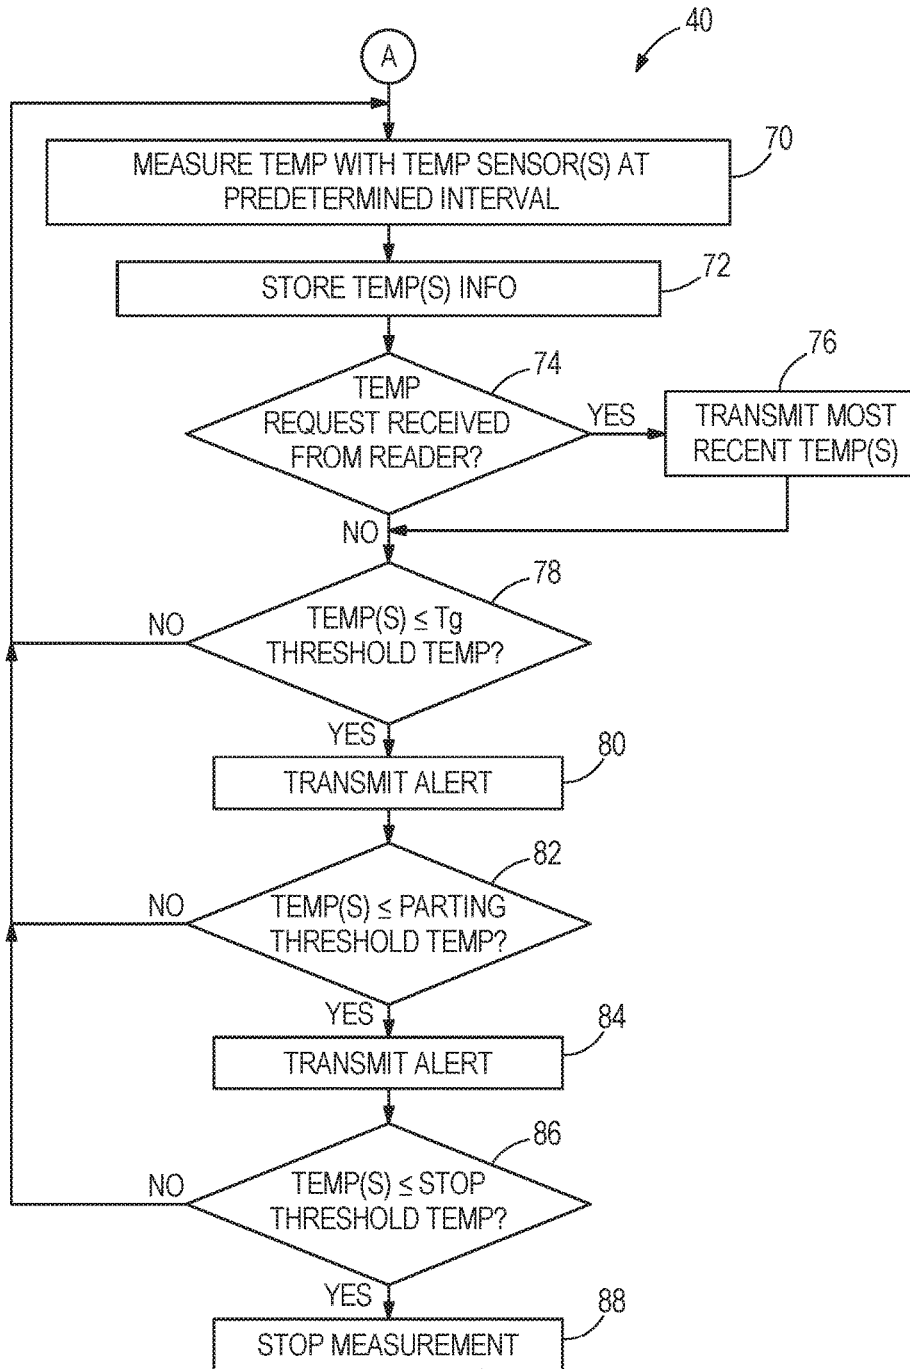 40
A
MEASURE TEMP WITH TEMP SENSOR(S) AT
PREDETERMINED INTERVAL
70
STORE TEMP(S) INFO
72
TEMP
REQUEST RECEIVED
FROM READER?
74
YES
TRANSMIT MOST
RECENT TEMP(S)
76
NO
TEMP(S) ≤ Tg
THRESHOLD TEMP?
78
NO
YES
TRANSMIT ALERT
80
TEMP(S) ≤ PARTING
THRESHOLD TEMP?
82
NO
YES
TRANSMIT ALERT
84
TEMP(S) ≤ STOP
THRESHOLD TEMP?
86
NO
YES
STOP MEASUREMENT
88